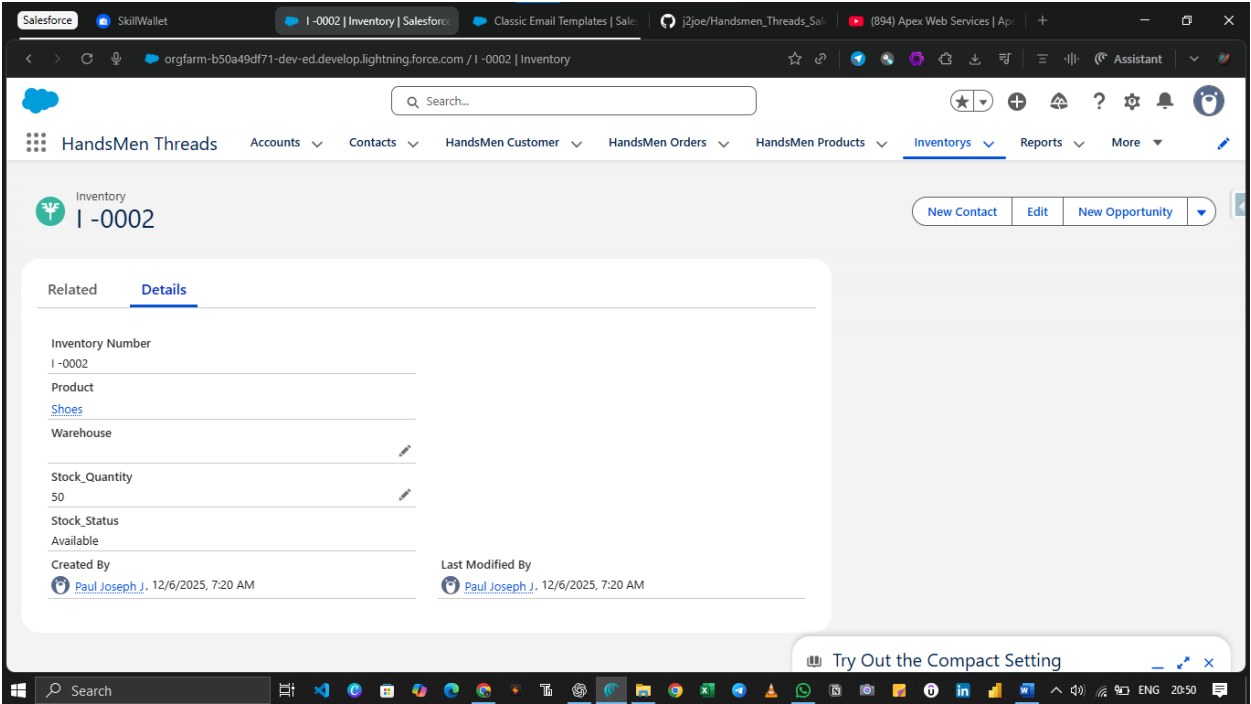 Salesforce
SkillWallet
I -0002 | Inventory | Salesforce
Classic Email Templates | Sale
j2joe/Handsmen_Threads_Sal
(894) Apex Web Services | Ap
orgfarm-b50a49df71-dev-ed.develop.lightning.force.com / I -0002 | Inventory
Assistant
Search...
HandsMen Threads
Accounts
Contacts
HandsMen Customer
HandsMen Orders
HandsMen Products
Inventorys
Reports
More
Inventory
I -0002
New Contact
Edit
New Opportunity
Related
Details
Inventory Number
I -0002
Product
Shoes
Warehouse
Stock_Quantity
50
Stock_Status
Available
Created By
Paul Joseph J, 12/6/2025, 7:20 AM
Last Modified By
Paul Joseph J, 12/6/2025, 7:20 AM
Try Out the Compact Setting
Search
ENG
20:50